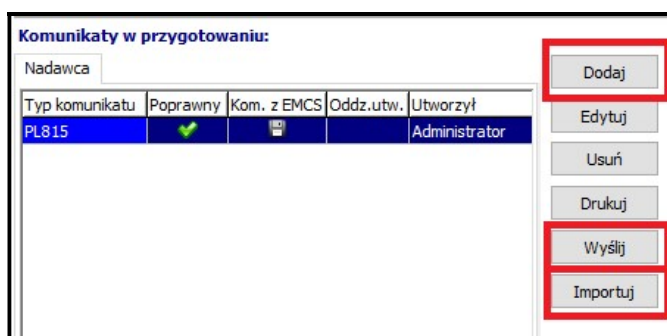 Komunikaty w przygotowaniu:
Nadawca
Typ komunikatu Poprawny Kom. z EMCS Oddz.utw. Utworzył
PL815 Administrator
Dodaj
Edytuj
Usuń
Drukuj
Wyślij
Importuj